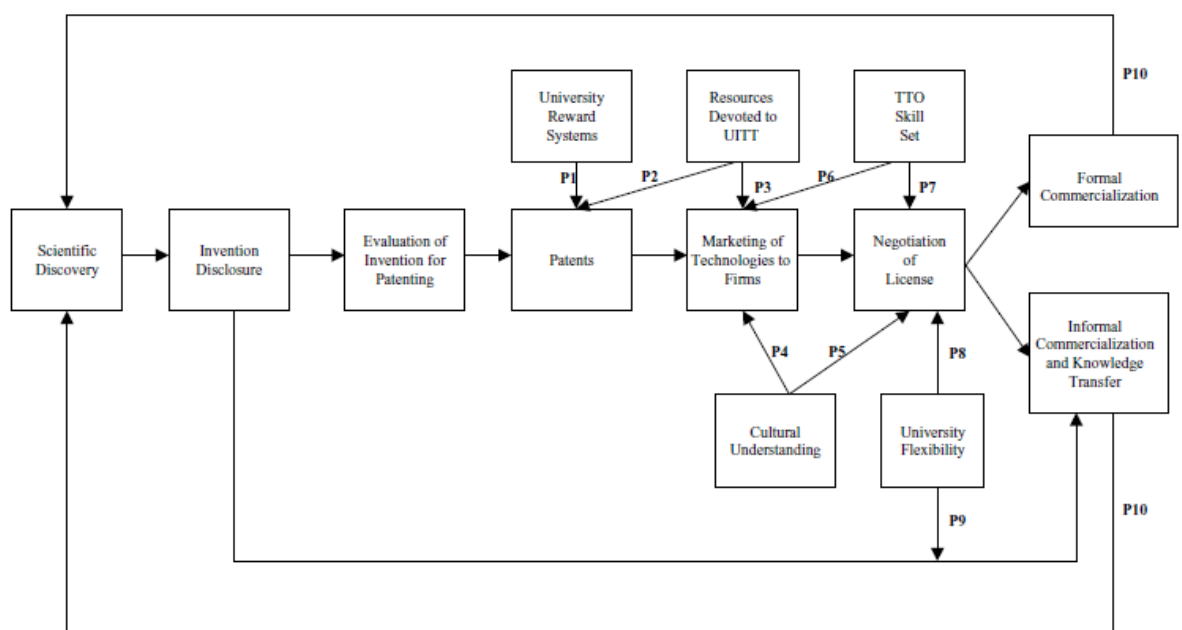 P10
University
Reward
Systems
Resources
Devoted to
UITT
TTO
Skill
Set
Formal
Commercialization
P1
P2
P3
P6
P7
Scientific
Discovery
Invention
Disclosure
Evaluation of
Invention for
Patenting
Patents
Marketing of
Technologies to
Firms
Negotiation
of
License
Informal
Commercialization
and Knowledge
Transfer
P4
P5
P8
Cultural
Understanding
University
Flexibility
P9
P10